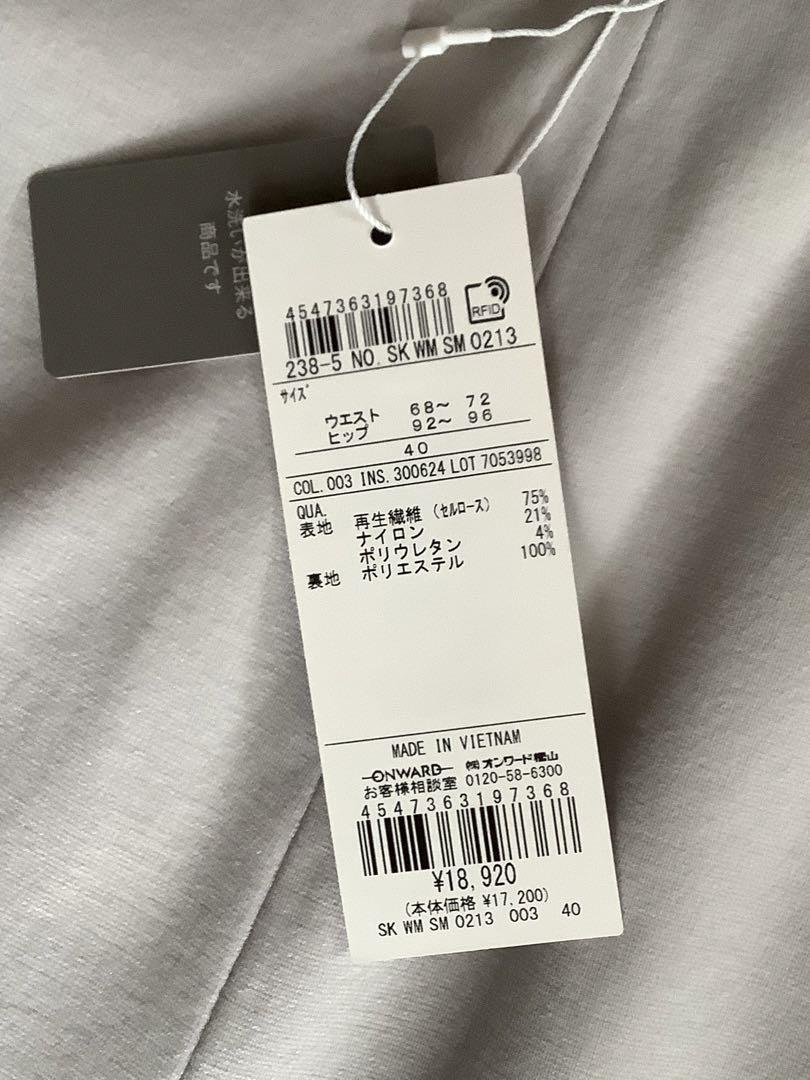 水洗いが出来る
商品です
4547363197368
RFID
238-5 NO. SK WM SM 0213
サイズ
ウエスト 68~ 72
ヒップ 92~ 96
40
COL. 003 INS. 300624 LOT 7053998
QUA.
表地 再生繊維(セルロース) 75%
ナイロン 21%
ポリウレタン 4%
裏地 ポリエステル 100%
MADE IN VIETNAM
ONWARD ㈱オンワード樫山
お客様相談室 0120-58-6300
4547363197368
¥18,920
(本体価格 ¥17,200)
SK WM SM 0213 003 40